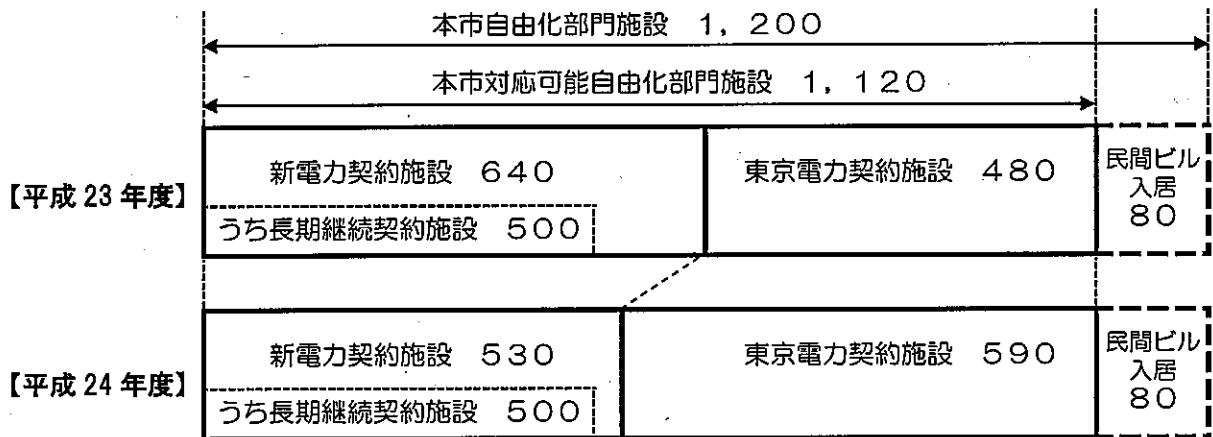 本市自由化部門施設 1,200
本市対応可能自由化部門施設 1,120
【平成23年度】
新電力契約施設 640
うち長期継続契約施設 500
東京電力契約施設 480
民間ビル
入居
80
【平成24年度】
新電力契約施設 530
うち長期継続契約施設 500
東京電力契約施設 590
民間ビル
入居
80